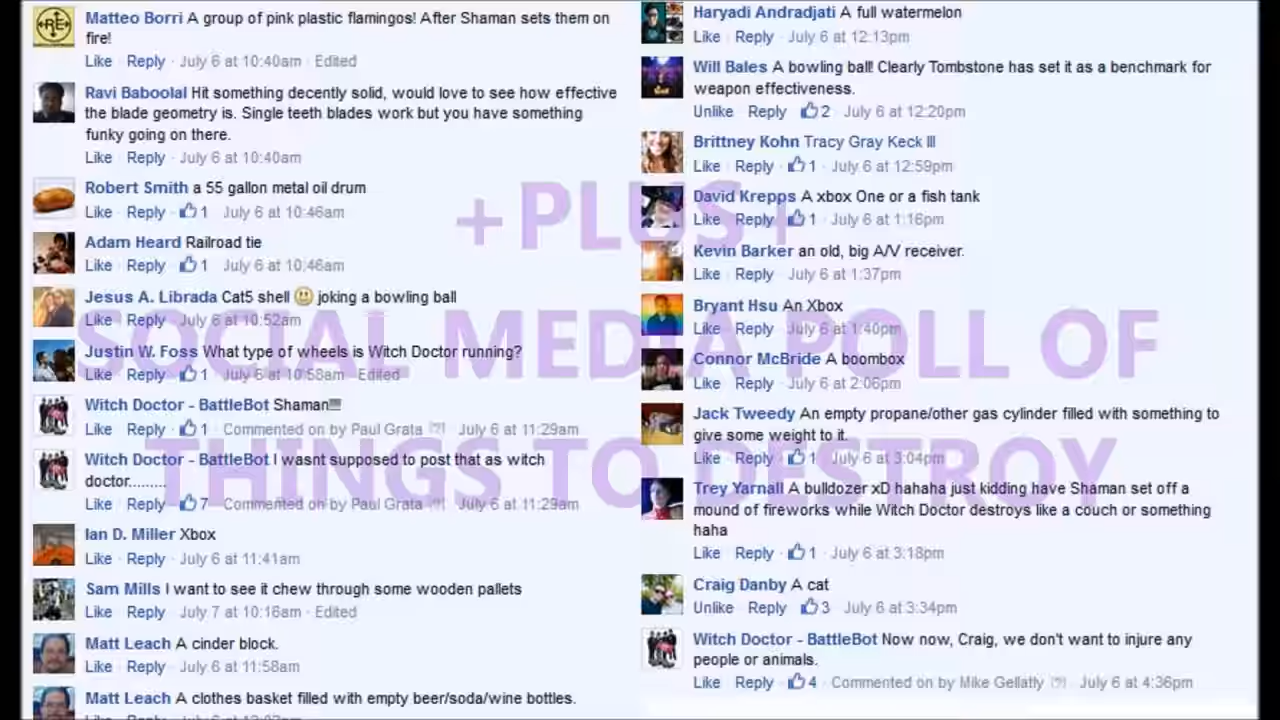 Matteo Borri A group of pink plastic flamingos! After Shaman sets them on
fire!
Like · Reply · July 6 at 10:40am · Edited
Ravi Baboolal Hit something decently solid, would love to see how effective
the blade geometry is. Single teeth blades work but you have something
funky going on there.
Like · Reply · July 6 at 10:40am
Robert Smith a 55 gallon metal oil drum
Like · Reply · 1 · July 6 at 10:46am
Adam Heard Railroad tie
Like · Reply · 1 · July 6 at 10:46am
Jesus A. Librada Cat5 shell 😃 joking a bowling ball
Like · Reply · July 6 at 10:52am
Justin W. Foss What type of wheels is Witch Doctor running?
Like · Reply · 1 · July 6 at 10:58am · Edited
Witch Doctor - BattleBot Shaman!!!!
Like · Reply · 1 · Commented on by Paul Grata [?] · July 6 at 11:29am
Witch Doctor - BattleBot I wasnt supposed to post that as witch
doctor.........
Like · Reply · 7 · Commented on by Paul Grata [?] · July 6 at 11:29am
Ian D. Miller Xbox
Like · Reply · July 6 at 11:41am
Sam Mills I want to see it chew through some wooden pallets
Like · Reply · July 7 at 10:16am · Edited
Matt Leach A cinder block.
Like · Reply · July 6 at 11:58am
Matt Leach A clothes basket filled with empty beer/soda/wine bottles.
Haryadi Andradjati A full watermelon
Like · Reply · July 6 at 12:13pm
Will Bales A bowling ball! Clearly Tombstone has set it as a benchmark for
weapon effectiveness.
Unlike · Reply · 2 · July 6 at 12:20pm
Brittney Kohn Tracy Gray Keck III
Like · Reply · 1 · July 6 at 12:59pm
David Krepps A xbox One or a fish tank
Like · Reply · 1 · July 6 at 1:16pm
Kevin Barker an old, big A/V receiver.
Like · Reply · July 6 at 1:37pm
Bryant Hsu An Xbox
Like · Reply · July 6 at 1:40pm
Connor McBride A boombox
Like · Reply · July 6 at 2:06pm
Jack Tweedy An empty propane/other gas cylinder filled with something to
give some weight to it.
Like · Reply · 1 · July 6 at 3:04pm
Trey Yarnall A bulldozer xD hahaha just kidding have Shaman set off a
mound of fireworks while Witch Doctor destroys like a couch or something
haha
Like · Reply · 1 · July 6 at 3:18pm
Craig Danby A cat
Unlike · Reply · 3 · July 6 at 3:34pm
Witch Doctor - BattleBot Now now, Craig, we don't want to injure any
people or animals.
Like · Reply · 4 · Commented on by Mike Gellatly [?] · July 6 at 4:36pm
+PLUS+
SOCIAL MEDIA POLL OF
THINGS TO DESTROY